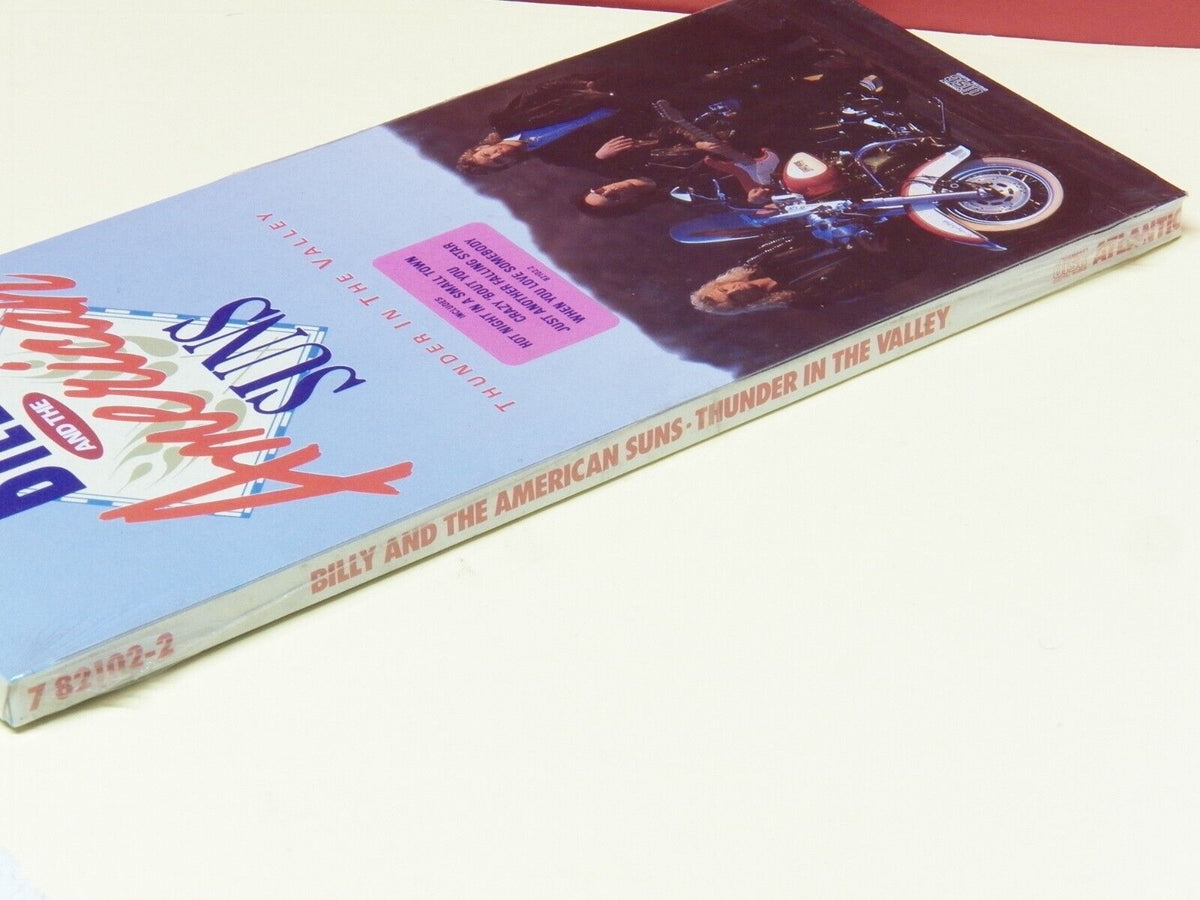 BILLY
AND THE
American
SUNS
THUNDER IN THE VALLEY
INCLUDES
HOT NIGHT IN A SMALL TOWN
CRAZY 'BOUT YOU
JUST ANOTHER FALLING STAR
WHEN YOU LOVE SOMEBODY
82102-2
7 82102-2
BILLY AND THE AMERICAN SUNS · THUNDER IN THE VALLEY
ATLANTIC